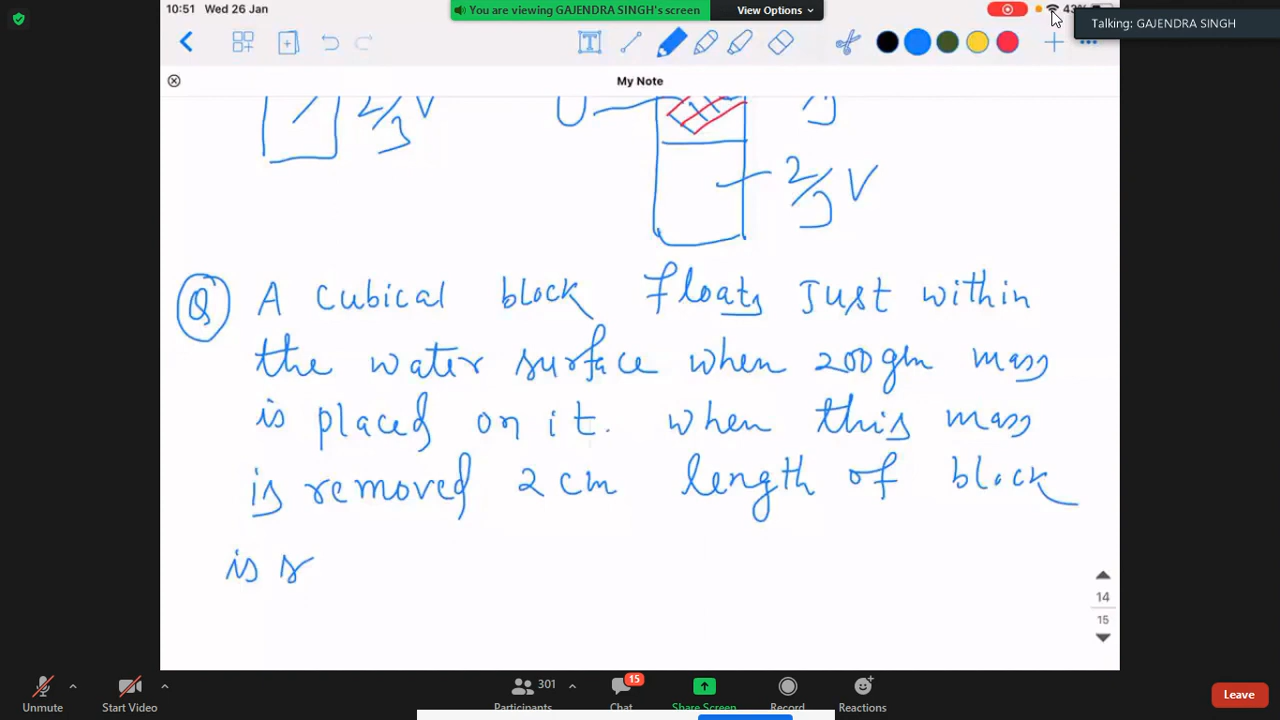 10:51 Wed 26 Jan
You are viewing GAJENDRA SINGH's screen
View Options
43%
Talking: GAJENDRA SINGH
My Note
2/3 V
2/3 V
Q A cubical block floats Just within
the water surface when 200 gm mass
is placed on it. when this mass
is removed 2 cm length of block
is s
14
15
301
15
Unmute
Start Video
Participants
Chat
Share Screen
Record
Reactions
Leave